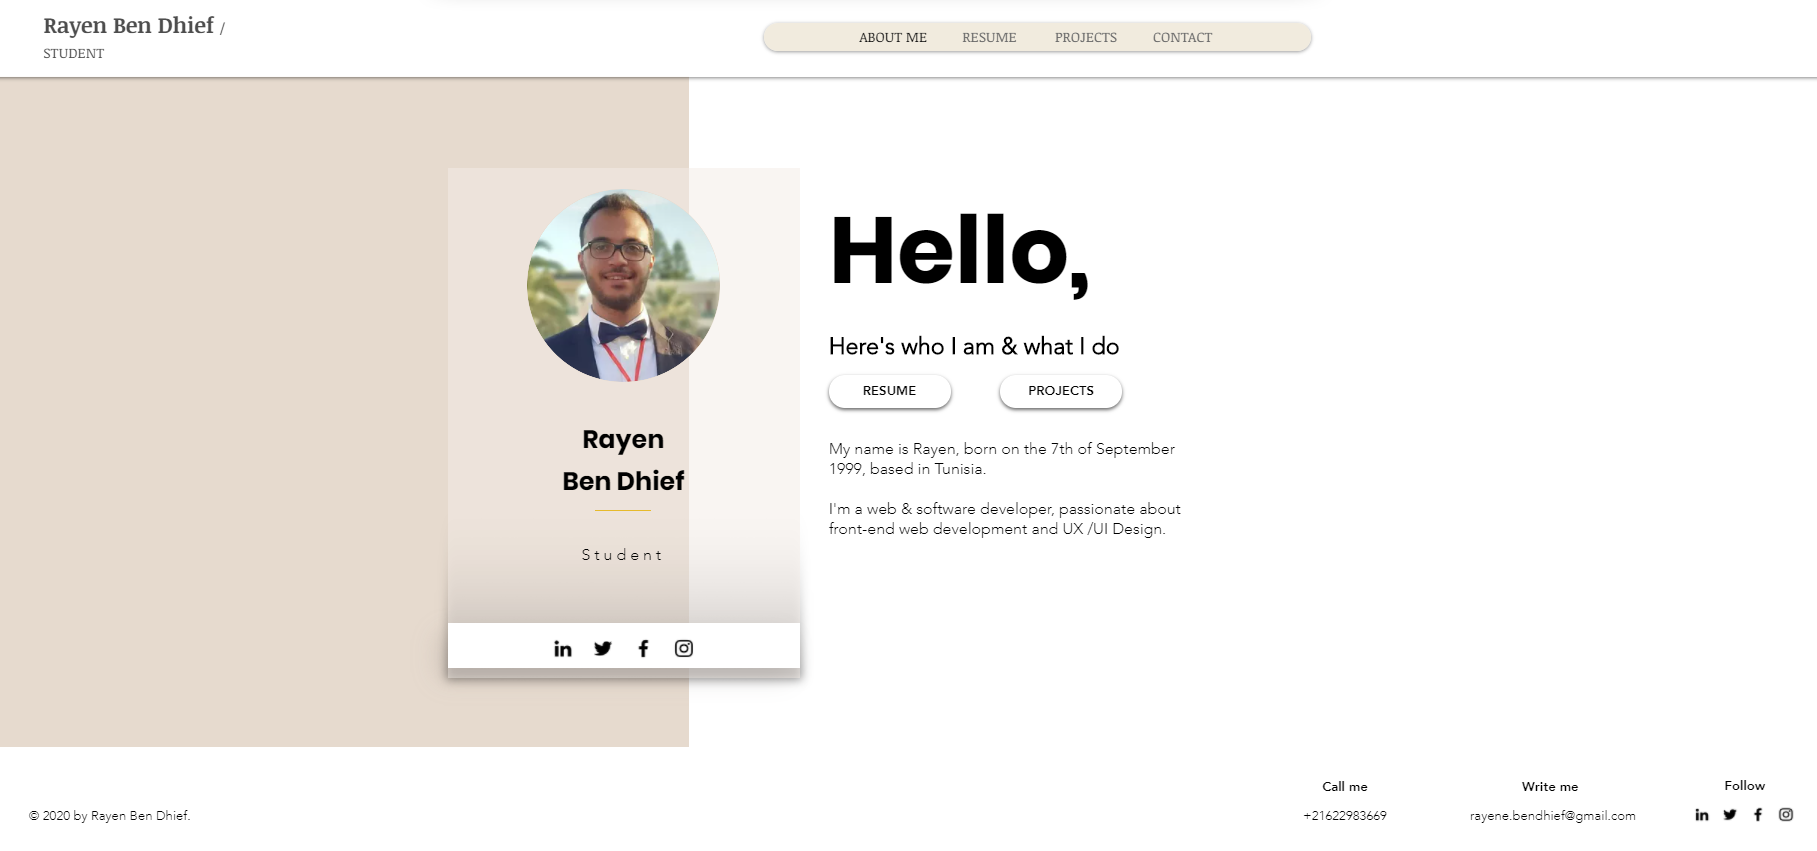 Rayen Ben Dhief /
STUDENT
ABOUT ME RESUME PROJECTS CONTACT
Rayen
Ben Dhief
Student
Hello,
Here's who I am & what I do
RESUME PROJECTS
My name is Rayen, born on the 7th of September
1999, based in Tunisia.
I'm a web & software developer, passionate about
front-end web development and UX /UI Design.
© 2020 by Rayen Ben Dhief.
Call me
+21622983669
Write me
rayene.bendhief@gmail.com
Follow